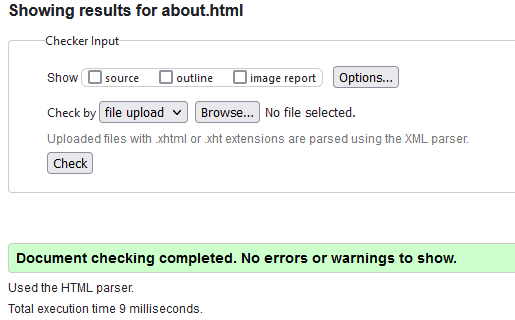 Showing results for about.html
Checker Input
Show source outline image report Options...
Check by file upload Browse... No file selected.
Uploaded files with .xhtml or .xht extensions are parsed using the XML parser.
Check
Document checking completed. No errors or warnings to show.
Used the HTML parser.
Total execution time 9 milliseconds.